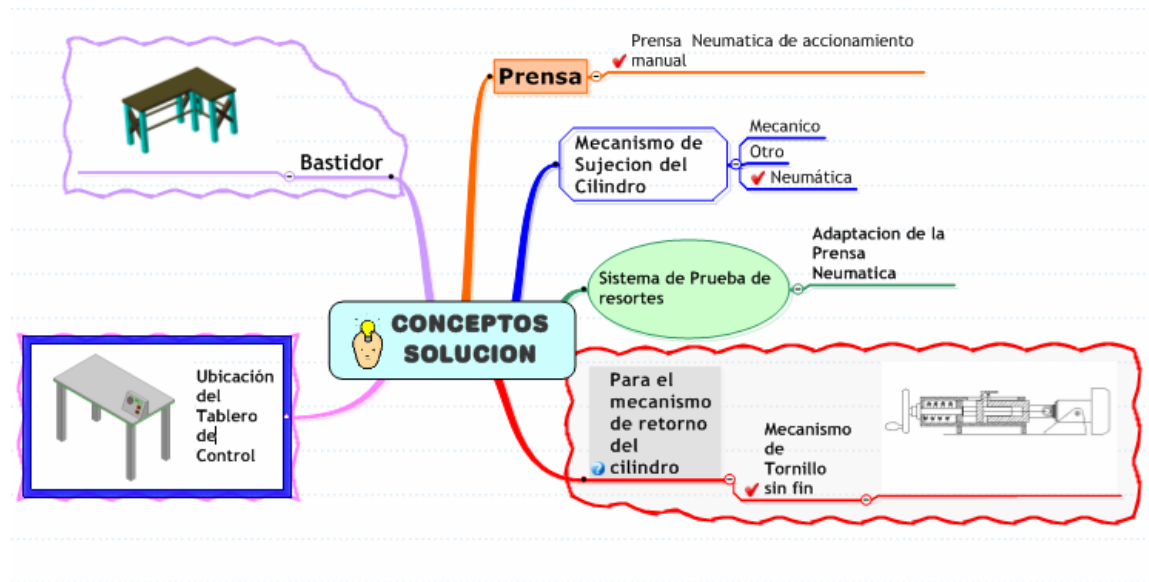 Prensa Neumatica de accionamiento
manual
Prensa
Mecanismo de
Sujecion del
Cilindro
Mecanico
Otro
Neumática
Bastidor
Sistema de Prueba de
resortes
Adaptacion de la
Prensa
Neumatica
CONCEPTOS
SOLUCION
Ubicación
del
Tablero
de
Control
Para el
mecanismo
de retorno
del
cilindro
Mecanismo
de
Tornillo
sin fin